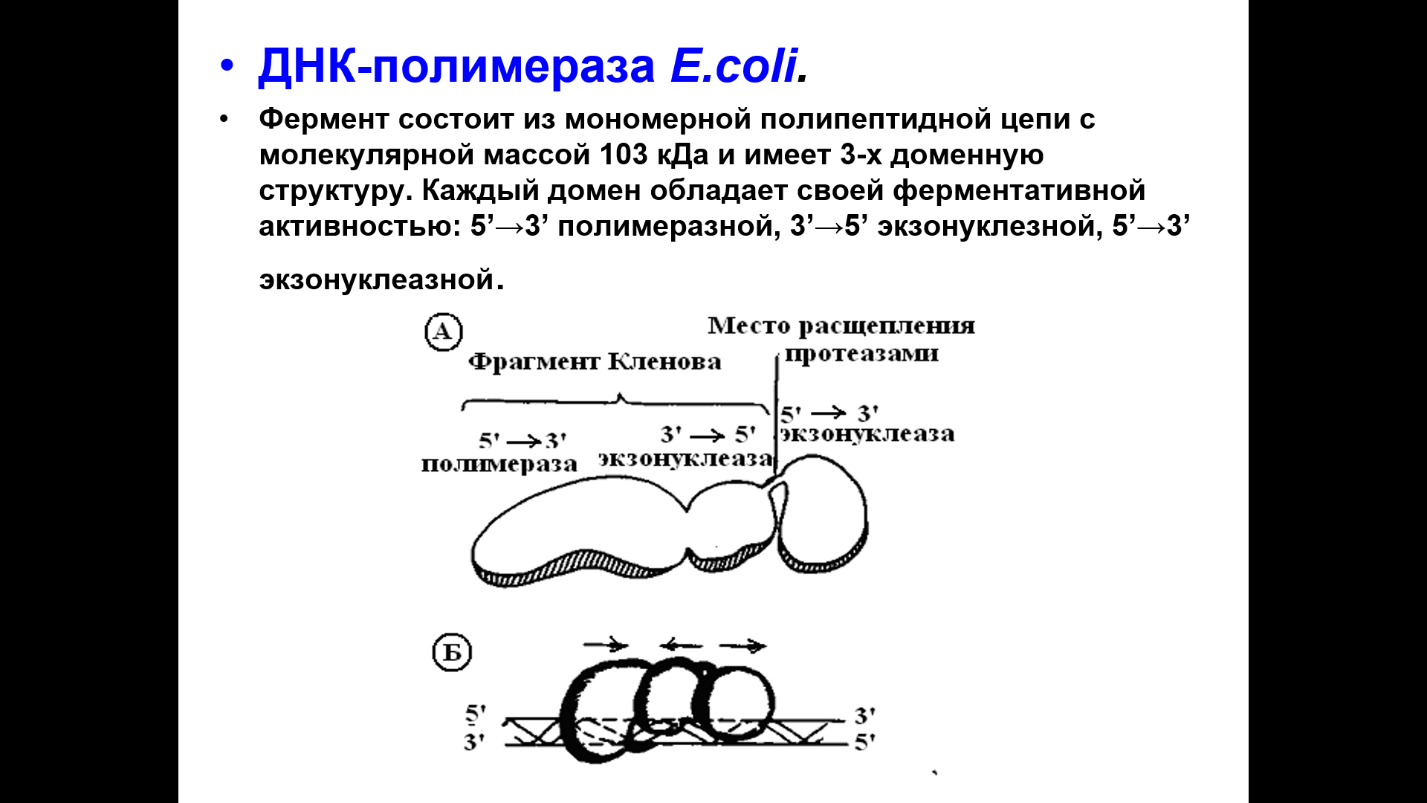 • ДНК-полимераза E.coli.
• Фермент состоит из мономерной полипептидной цепи с
молекулярной массой 103 кДа и имеет 3-х доменную
структуру. Каждый домен обладает своей ферментативной
активностью: 5’→3’ полимеразной, 3’→5’ экзонуклезной, 5’→3’
экзонуклеазной.
А
Место расщепления
протеазами
Фрагмент Кленова
5' → 3'
экзонуклеаза
5' → 3'
полимераза
3' → 5'
экзонуклеаза
Б
5' 3'
3' 5'